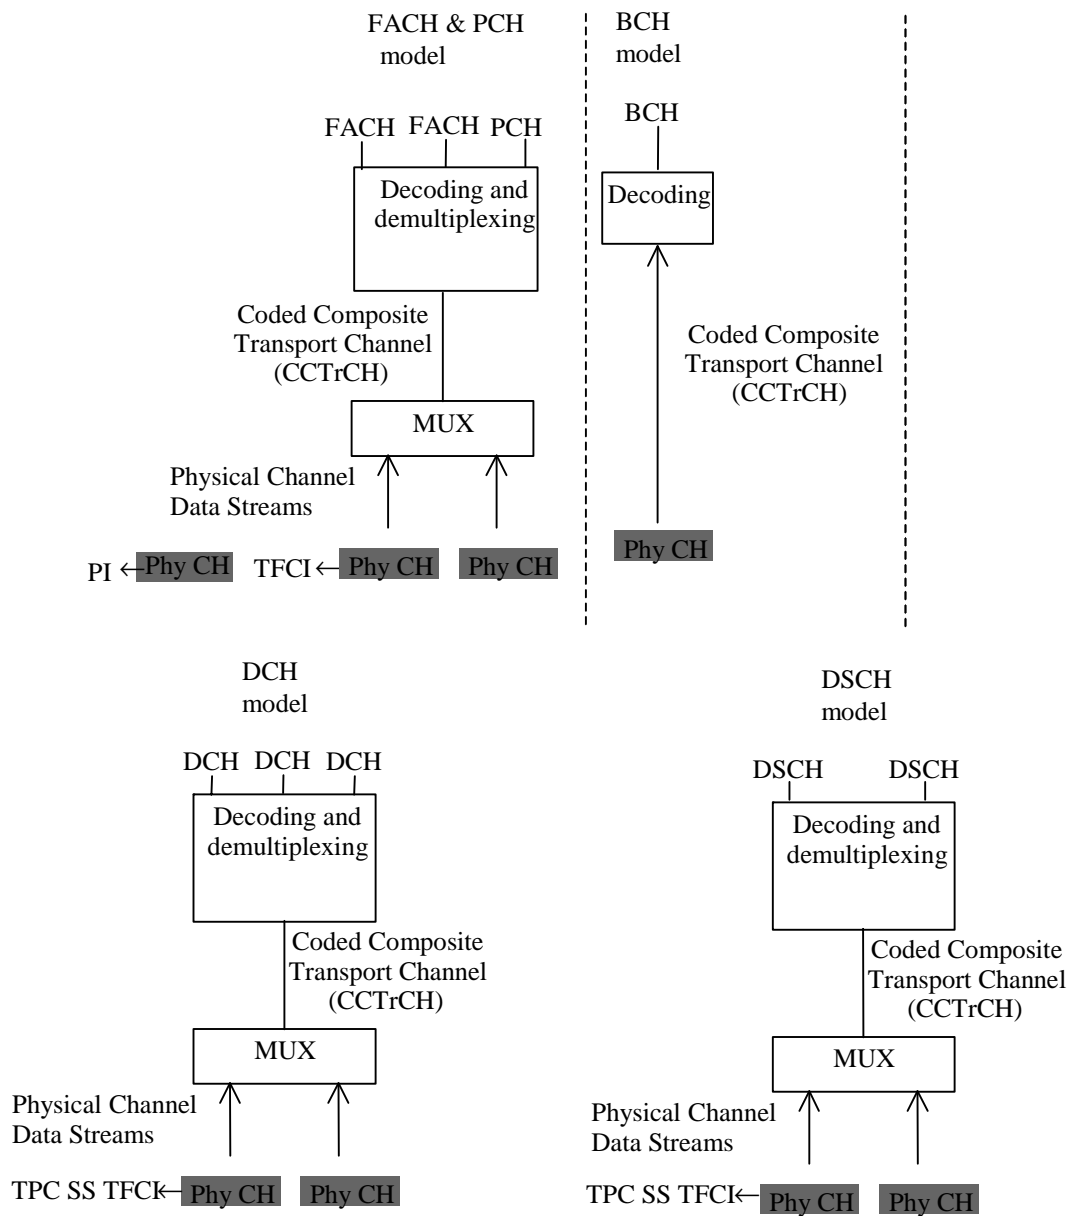 FACH & PCH
model
BCH
model
FACH
FACH
PCH
BCH
Decoding and
demultiplexing
Decoding
Coded Composite
Transport Channel
(CCTrCH)
Coded Composite
Transport Channel
(CCTrCH)
MUX
Physical Channel
Data Streams
PI
Phy CH
TFCI
Phy CH
Phy CH
Phy CH
DCH
model
DSCH
model
DCH
DCH
DCH
DSCH
DSCH
Decoding and
demultiplexing
Decoding and
demultiplexing
Coded Composite
Transport Channel
(CCTrCH)
Coded Composite
Transport Channel
(CCTrCH)
MUX
MUX
Physical Channel
Data Streams
Physical Channel
Data Streams
TPC SS TFCI
Phy CH
Phy CH
TPC SS TFCI
Phy CH
Phy CH